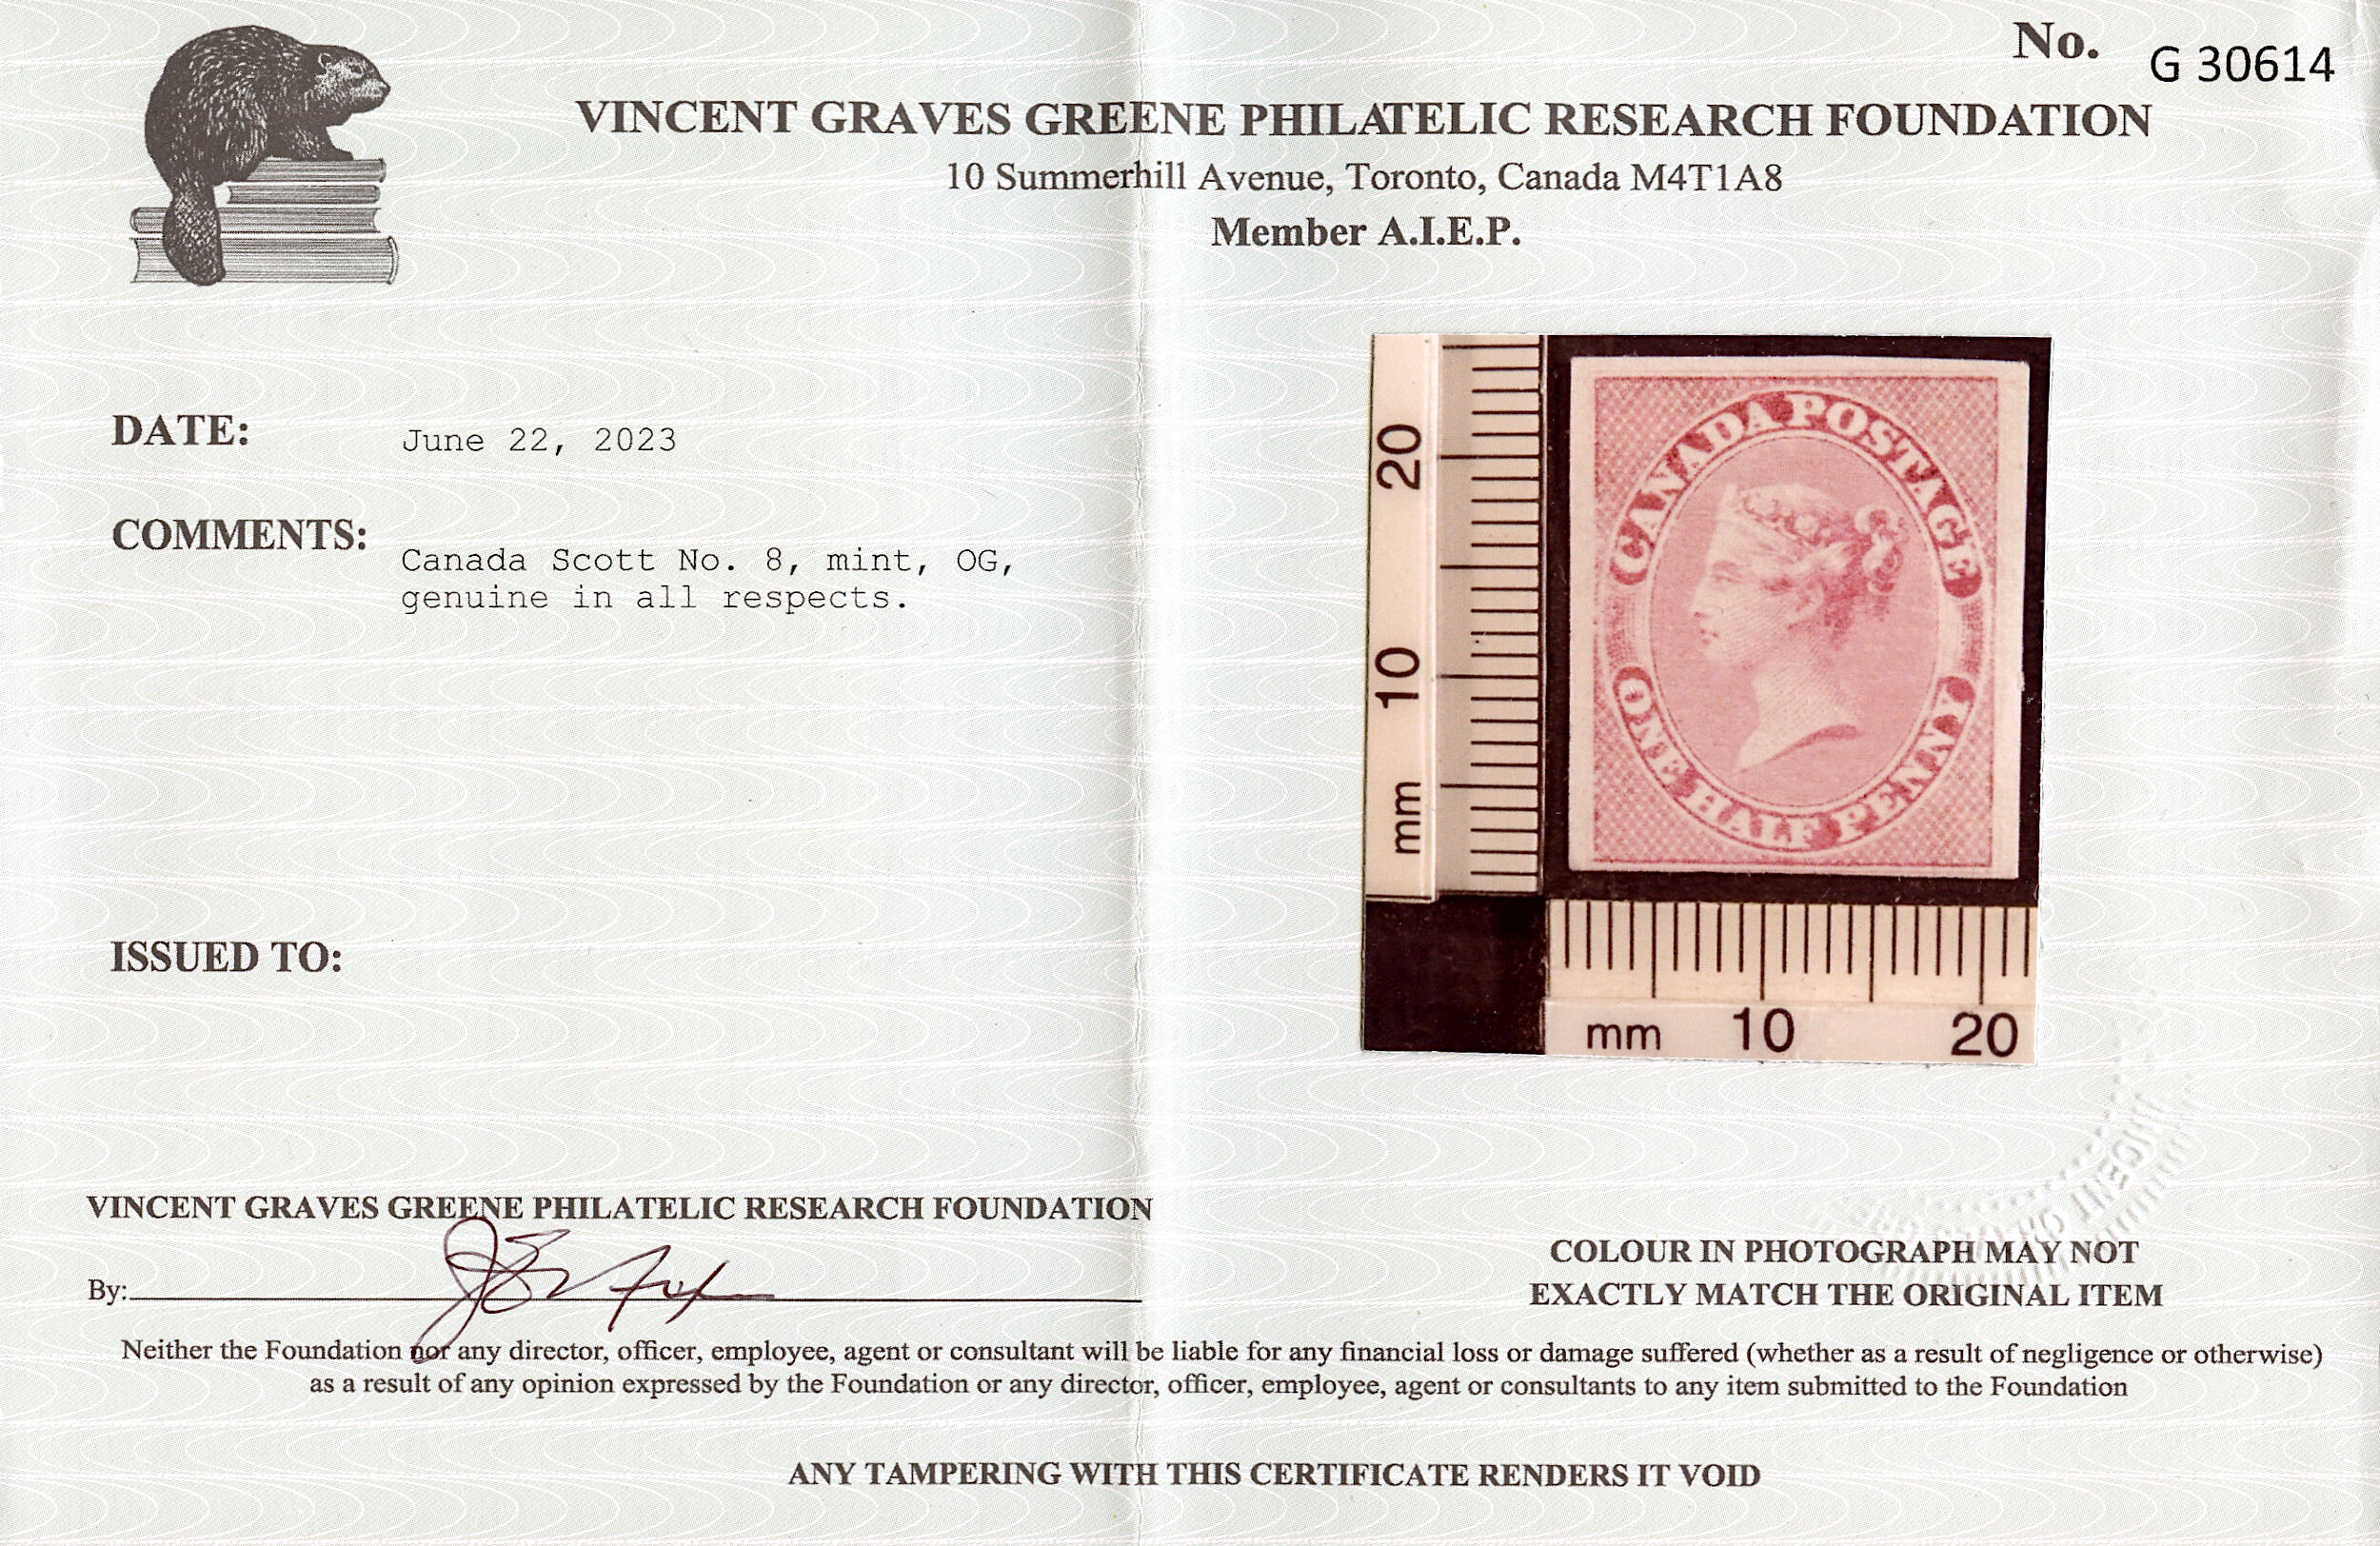 No. G 30614
VINCENT GRAVES GREENE PHILATELIC RESEARCH FOUNDATION
10 Summerhill Avenue, Toronto, Canada M4T1A8
Member A.I.E.P.
DATE: June 22, 2023
COMMENTS: Canada Scott No. 8, mint, OG,
genuine in all respects.
20
10
mm
CANADA POSTAGE
ONE HALF PENNY
mm 10 20
ISSUED TO:
VINCENT GRAVES GREENE PHILATELIC RESEARCH FOUNDATION
By:
VINCENT GRAVES GRE
COLOUR IN PHOTOGRAPH MAY NOT
EXACTLY MATCH THE ORIGINAL ITEM
Neither the Foundation nor any director, officer, employee, agent or consultant will be liable for any financial loss or damage suffered (whether as a result of negligence or otherwise)
as a result of any opinion expressed by the Foundation or any director, officer, employee, agent or consultants to any item submitted to the Foundation
ANY TAMPERING WITH THIS CERTIFICATE RENDERS IT VOID